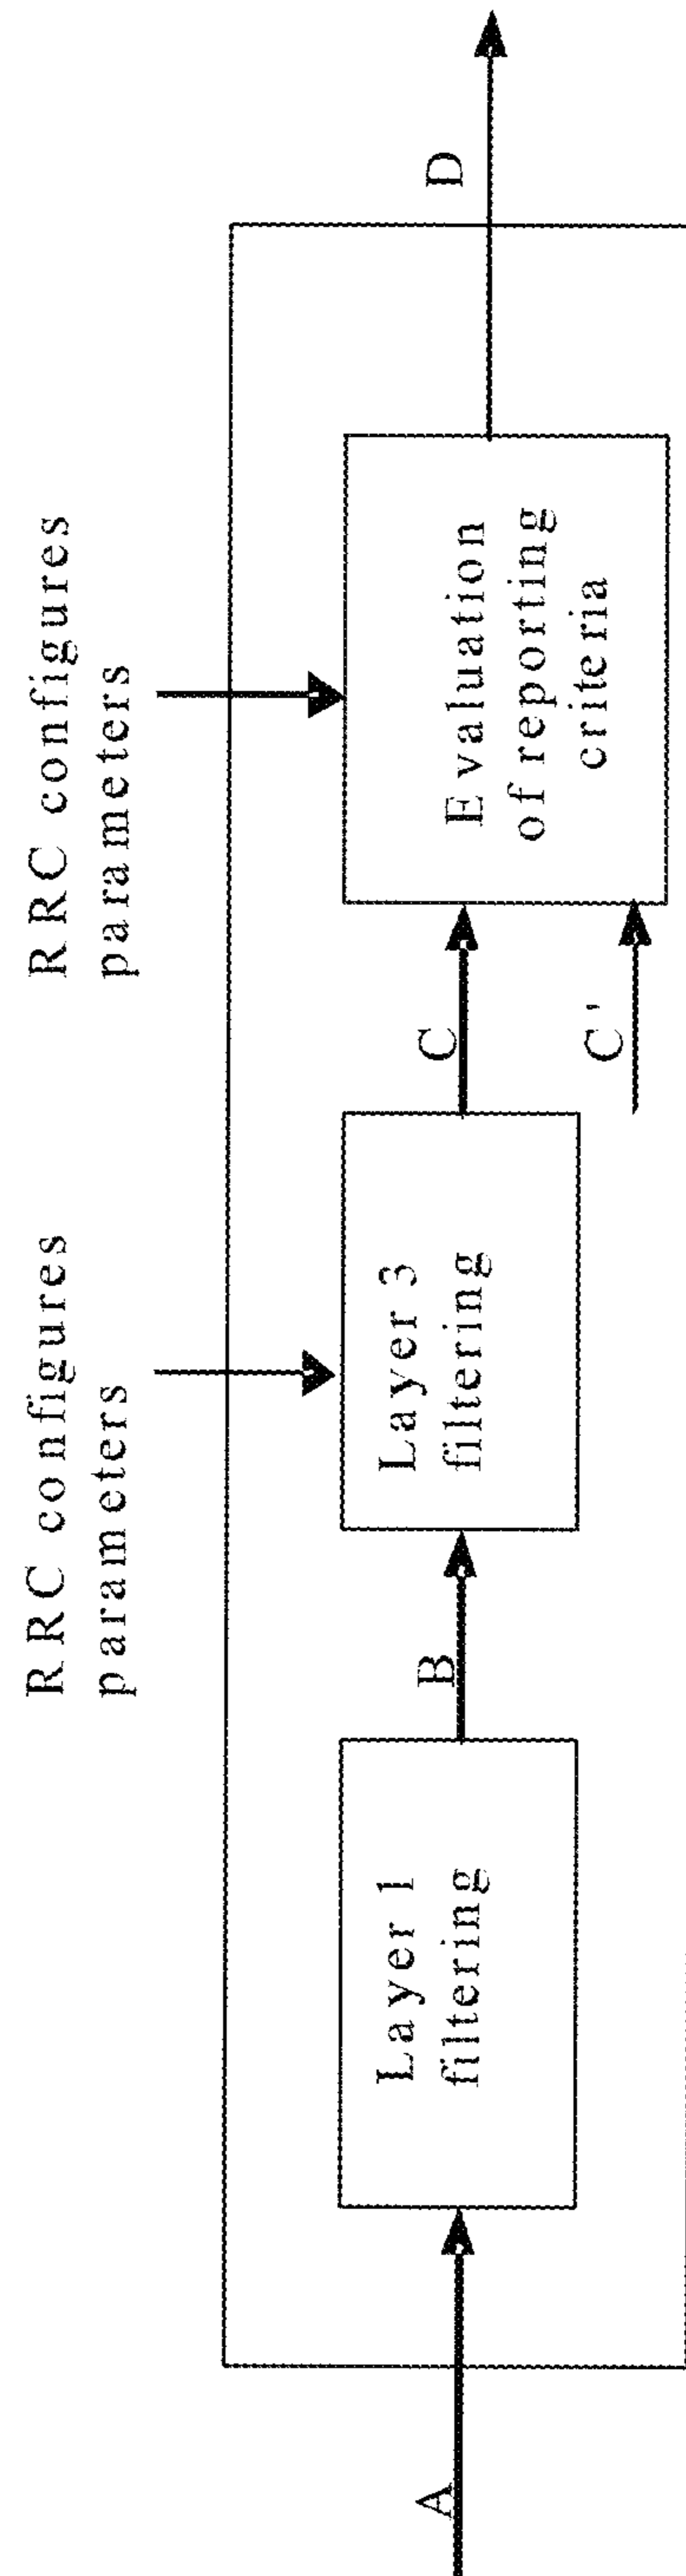 RRC configures
parameters
RRC configures
parameters
A
Layer 1
filtering
B
Layer 3
filtering
C
C'
Evaluation
of reporting
criteria
D